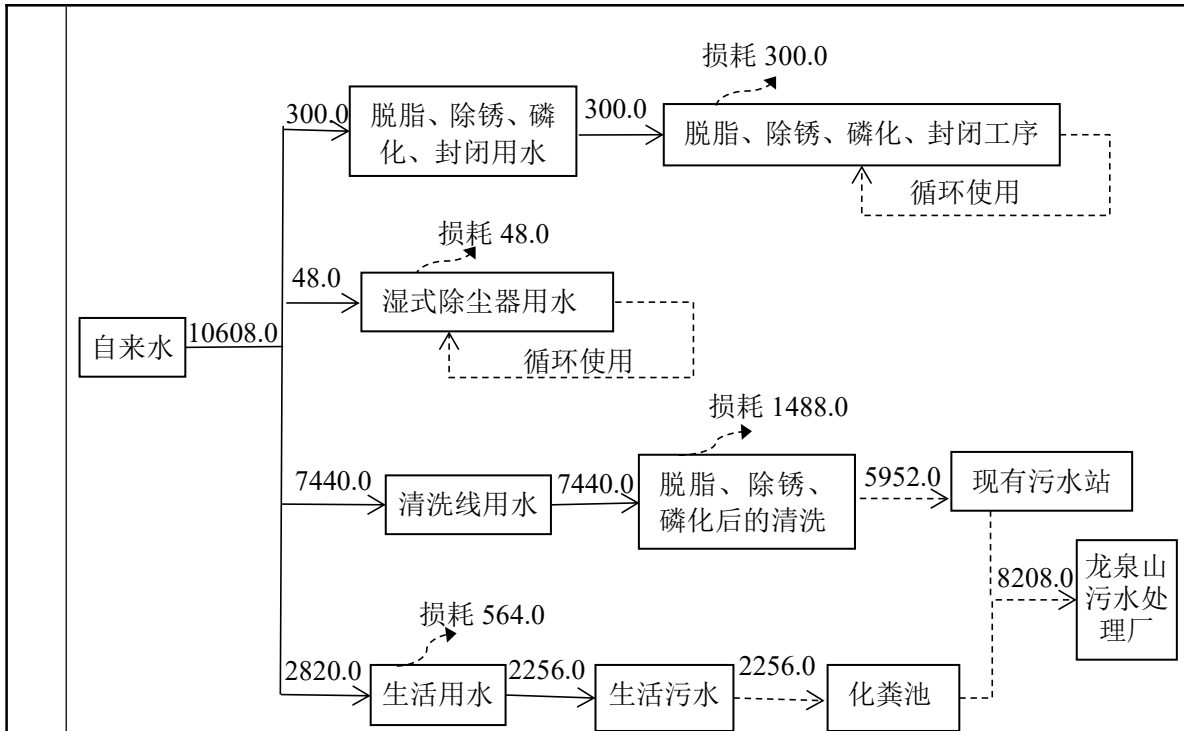 损耗 300.0
300.0
脱脂、除锈、磷
化、封闭用水
300.0
脱脂、除锈、磷化、封闭工序
循环使用
损耗 48.0
48.0
湿式除尘器用水
循环使用
自来水
10608.0
损耗 1488.0
7440.0
清洗线用水
7440.0
脱脂、除锈、
磷化后的清洗
5952.0
现有污水站
8208.0
龙泉山
污水处
理厂
损耗 564.0
2820.0
生活用水
2256.0
生活污水
2256.0
化粪池